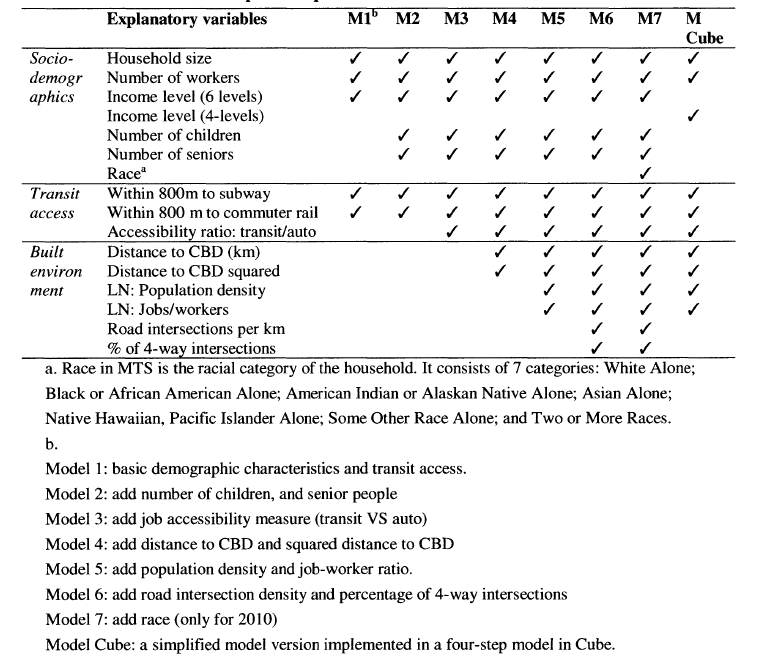 Explanatory variables M1b M2 M3 M4 M5 M6 M7 M Cube
Socio-demographics
Household size ✓ ✓ ✓ ✓ ✓ ✓ ✓ ✓
Number of workers ✓ ✓ ✓ ✓ ✓ ✓ ✓ ✓
Income level (6 levels) ✓ ✓ ✓ ✓ ✓ ✓ ✓
Income level (4-levels) ✓
Number of children ✓ ✓ ✓ ✓ ✓ ✓
Number of seniors ✓ ✓ ✓ ✓ ✓ ✓
Racea ✓
Transit access
Within 800m to subway ✓ ✓ ✓ ✓ ✓ ✓ ✓ ✓
Within 800 m to commuter rail ✓ ✓ ✓ ✓ ✓ ✓ ✓ ✓
Accessibility ratio: transit/auto ✓ ✓ ✓ ✓ ✓ ✓
Built environment
Distance to CBD (km) ✓ ✓ ✓ ✓ ✓
Distance to CBD squared ✓ ✓ ✓ ✓ ✓
LN: Population density ✓ ✓ ✓ ✓
LN: Jobs/workers ✓ ✓ ✓ ✓
Road intersections per km ✓ ✓
% of 4-way intersections ✓ ✓
a. Race in MTS is the racial category of the household. It consists of 7 categories: White Alone;
Black or African American Alone; American Indian or Alaskan Native Alone; Asian Alone;
Native Hawaiian, Pacific Islander Alone; Some Other Race Alone; and Two or More Races.
b.
Model 1: basic demographic characteristics and transit access.
Model 2: add number of children, and senior people
Model 3: add job accessibility measure (transit VS auto)
Model 4: add distance to CBD and squared distance to CBD
Model 5: add population density and job-worker ratio.
Model 6: add road intersection density and percentage of 4-way intersections
Model 7: add race (only for 2010)
Model Cube: a simplified model version implemented in a four-step model in Cube.